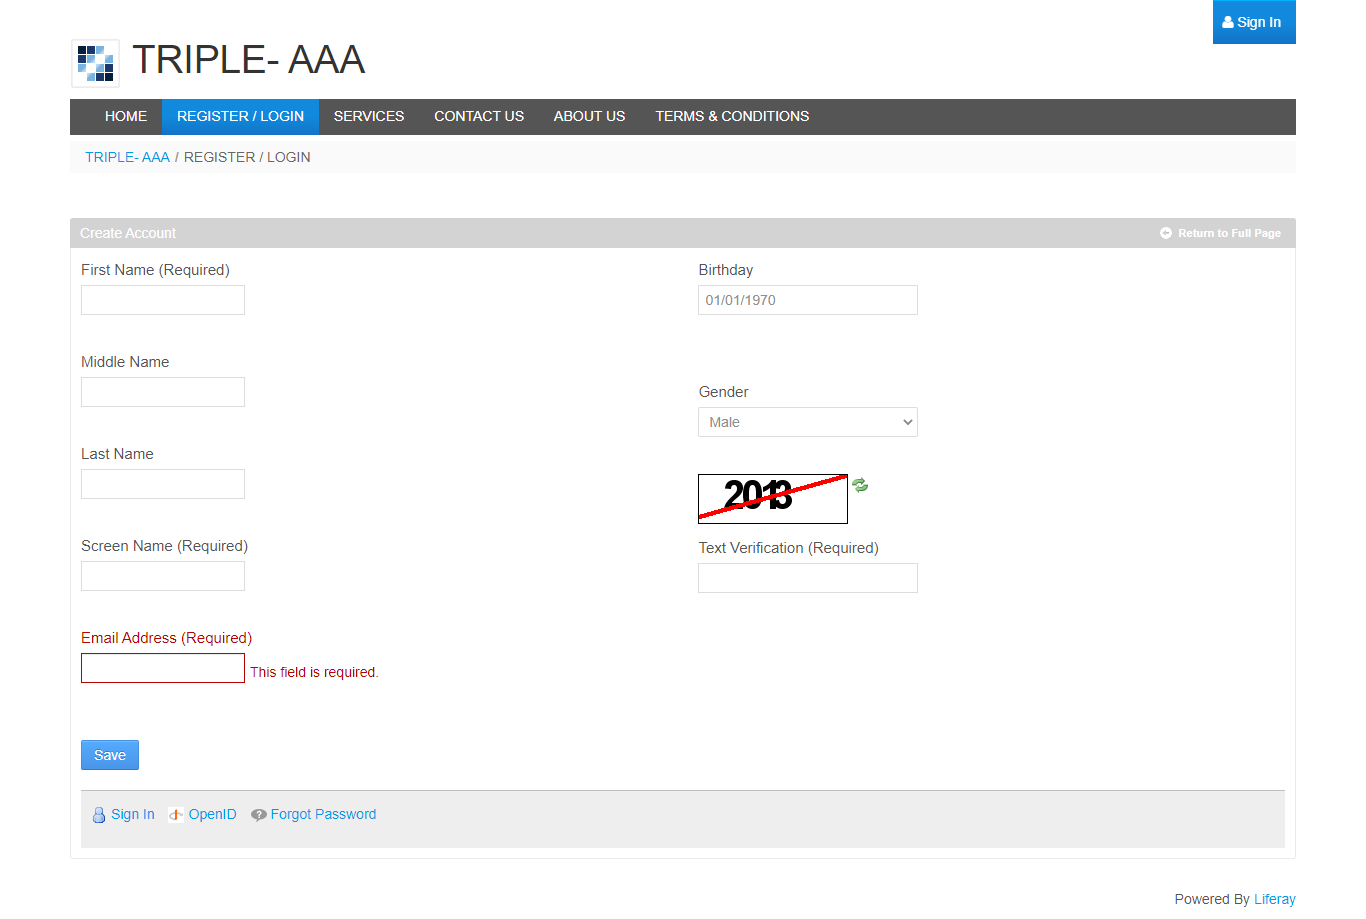 Sign In
TRIPLE- AAA
HOME REGISTER / LOGIN SERVICES CONTACT US ABOUT US TERMS & CONDITIONS
TRIPLE- AAA / REGISTER / LOGIN
Create Account Return to Full Page
First Name (Required)
Birthday
01/01/1970
Middle Name
Gender
Male
Last Name
2013
Screen Name (Required)
Text Verification (Required)
Email Address (Required)
This field is required.
Save
Sign In OpenID Forgot Password
Powered By Liferay